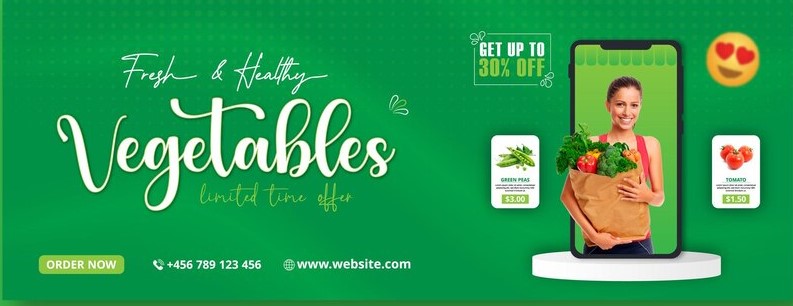 Fresh & Healthy
Vegetables
limited time offer
ORDER NOW
+456 789 123 456
www.website.com
GET UP TO
30% OFF
GREEN PEAS
$3.00
TOMATO
$1.50